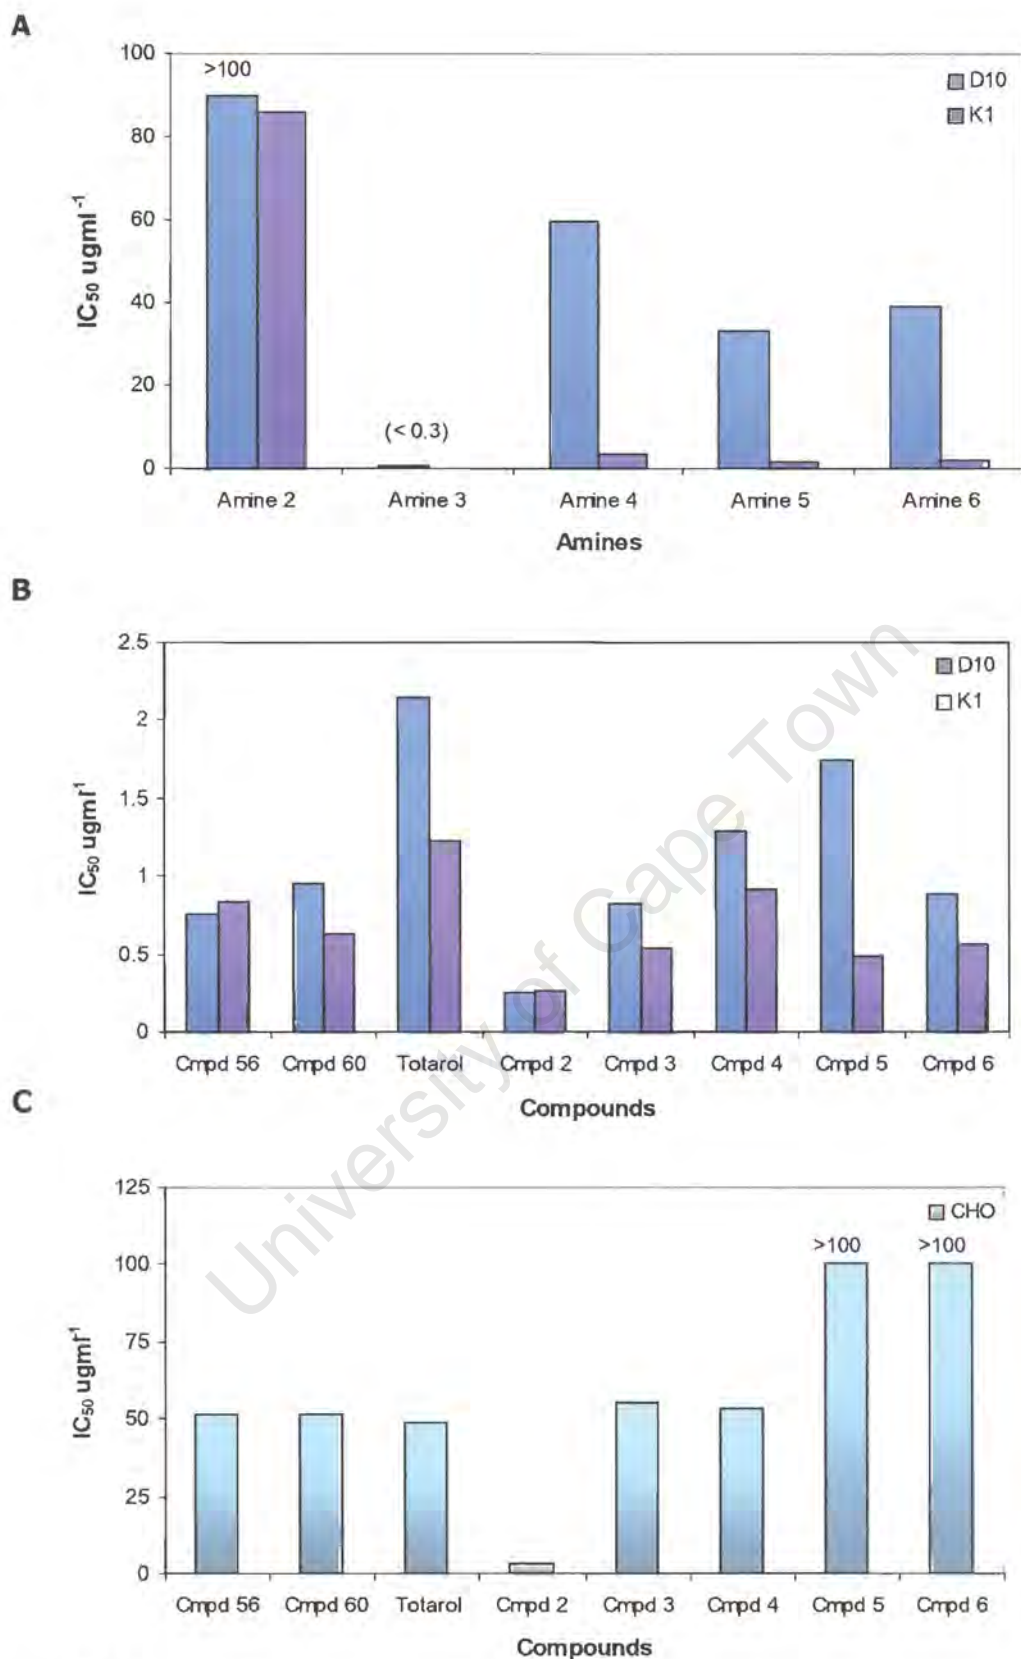 A
100
>100
D10
K1
80
60
40
20
0
IC50 ugml-1
(< 0.3)
Amine 2 Amine 3 Amine 4 Amine 5 Amine 6
Amines
B
2.5
D10
K1
2
1.5
1
0.5
0
IC50 ugml-1
Cmpd 56 Cmpd 60 Totarol Cmpd 2 Cmpd 3 Cmpd 4 Cmpd 5 Cmpd 6
Compounds
C
125
CHO
>100 >100
100
75
50
25
0
IC50 ugml-1
Cmpd 56 Cmpd 60 Totarol Cmpd 2 Cmpd 3 Cmpd 4 Cmpd 5 Cmpd 6
Compounds
University of Cape Town